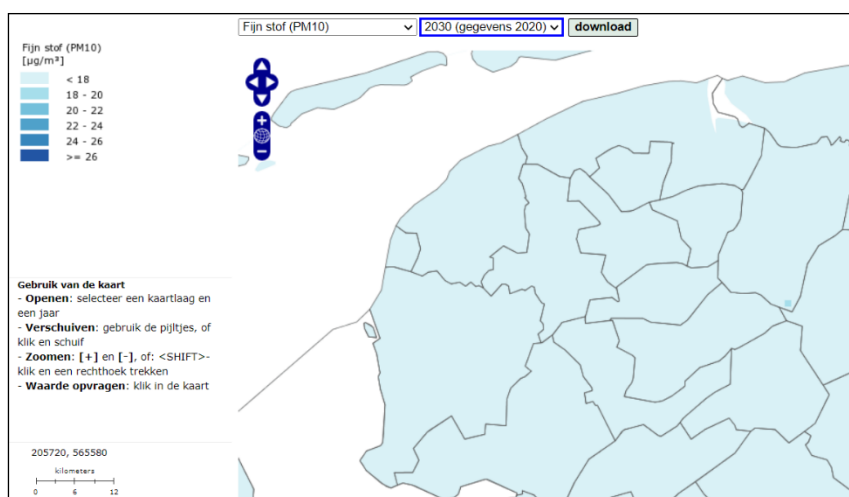 Fijn stof (PM10)
2030 (gegevens 2020)
download
Fijn stof (PM10)
[µg/m³]
< 18
18 - 20
20 - 22
22 - 24
24 - 26
>= 26
Gebruik van de kaart
- Openen: selecteer een kaartlaag en
een jaar
- Verschuiven: gebruik de pijltjes, of
klik en schuif
- Zoomen: [+] en [-], of: <SHIFT>-
klik en een rechthoek trekken
- Waarde opvragen: klik in de kaart
205720, 565580
kilometers
0 6 12